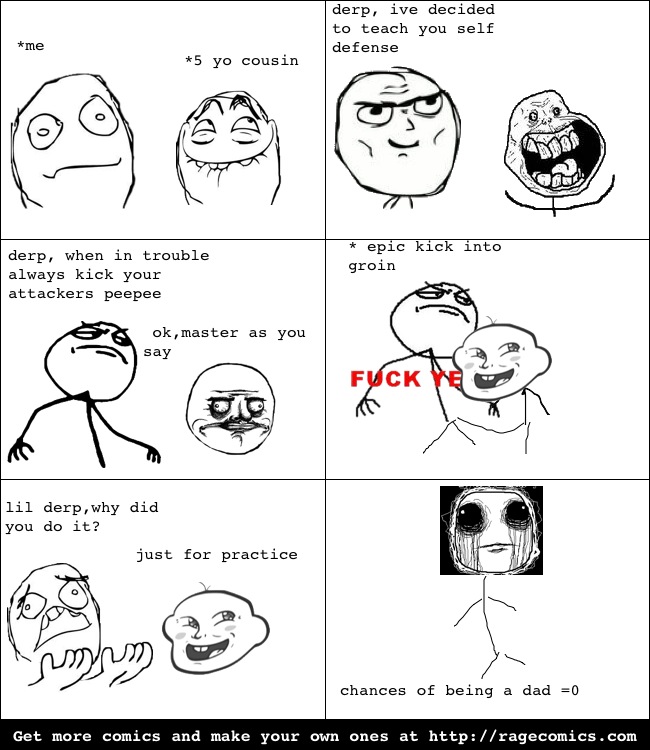 *me
*5 yo cousin
derp, ive decided
to teach you self
defense
derp, when in trouble
always kick your
attackers peepee
ok,master as you
say
* epic kick into
groin
FUCK YE
lil derp,why did
you do it?
just for practice
chances of being a dad =0
Get more comics and make your own ones at http://ragecomics.com